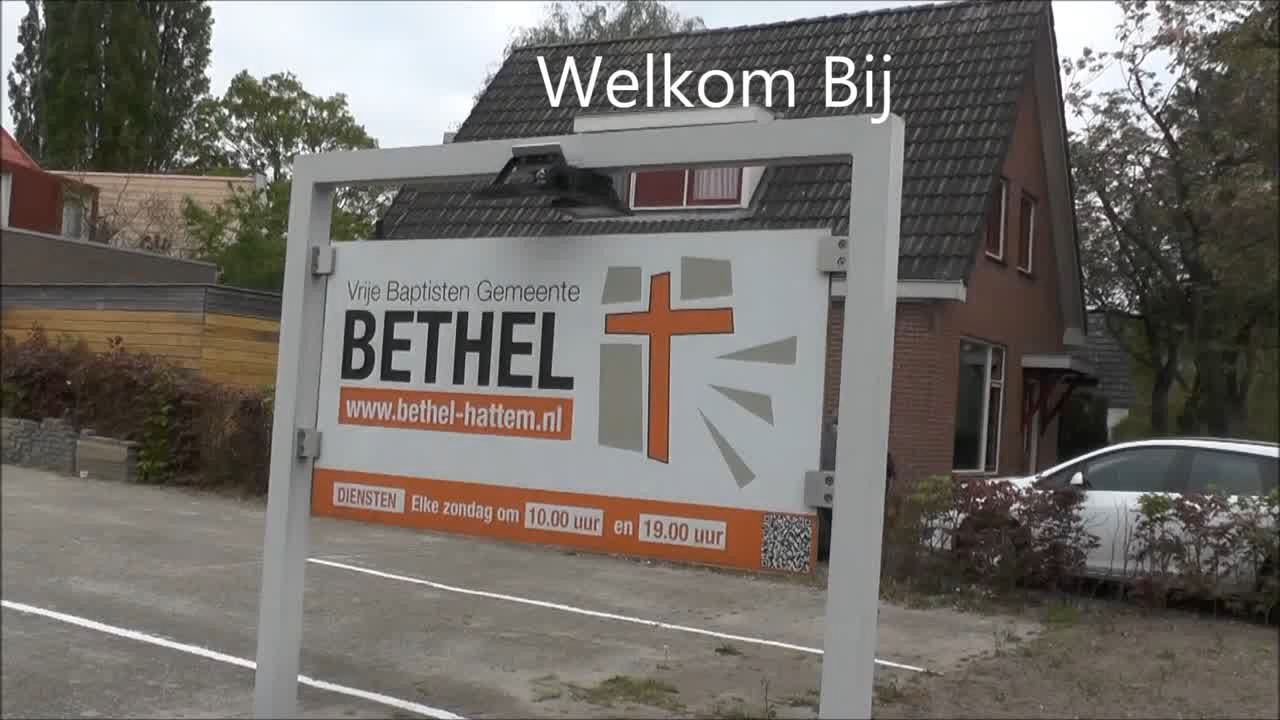 Welkom Bij
Vrije Baptisten Gemeente
BETHEL
www.bethel-hattem.nl
DIENSTEN Elke zondag om 10.00 uur en 19.00 uur